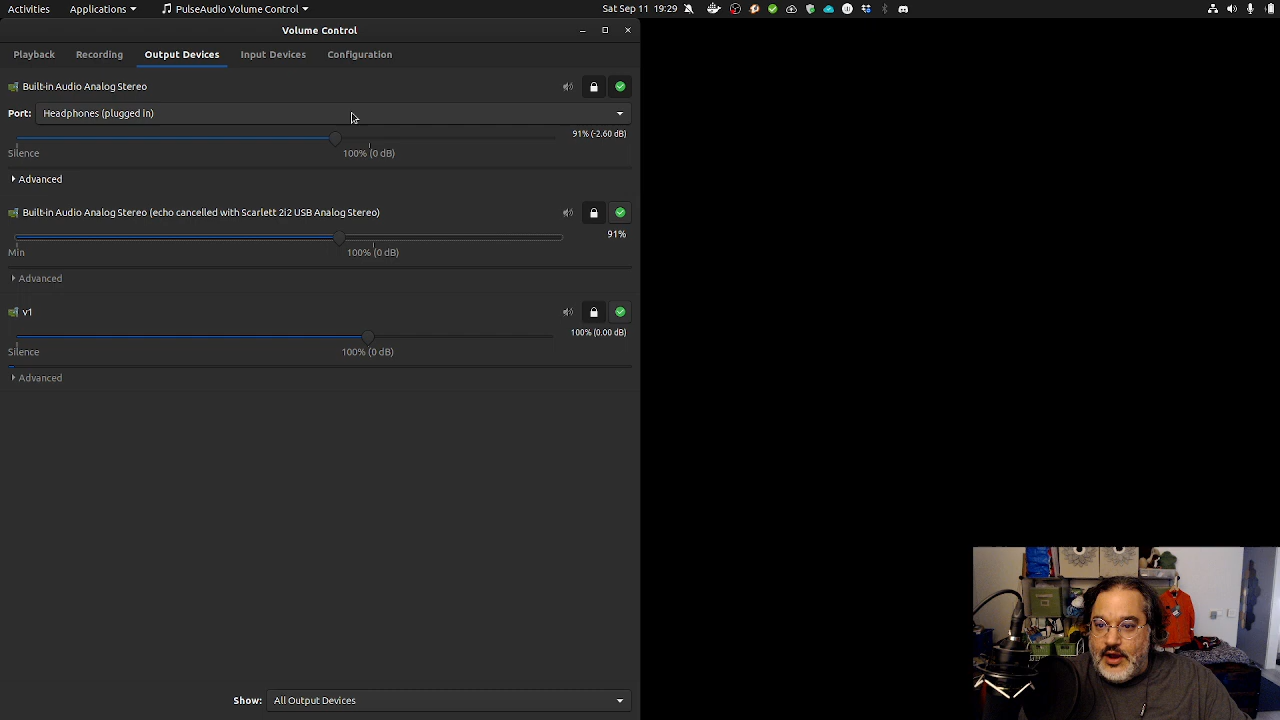 Activities Applications PulseAudio Volume Control Sat Sep 11 19:29
Volume Control
Playback Recording Output Devices Input Devices Configuration
Built-in Audio Analog Stereo
Port: Headphones (plugged in)
91% (-2.60 dB)
Silence 100% (0 dB)
Advanced
Built-in Audio Analog Stereo (echo cancelled with Scarlett 2i2 USB Analog Stereo)
91%
Min 100% (0 dB)
Advanced
v1
100% (0.00 dB)
Silence 100% (0 dB)
Advanced
Show: All Output Devices